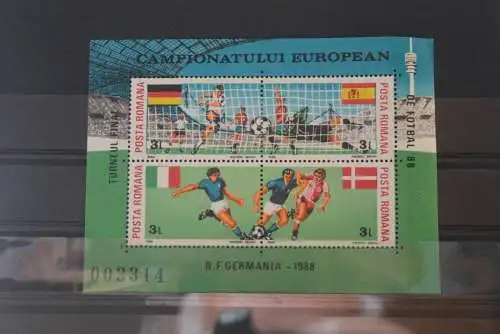 CAMPIONATULUI EUROPEAN
TURNEUL FINAL
DE FOTBAL 88
POSTA ROMANA
3L
POSTA ROMANA
3L
POSTA ROMANA
3L
POSTA ROMANA
3L
003314
R.F. GERMANIA - 1988